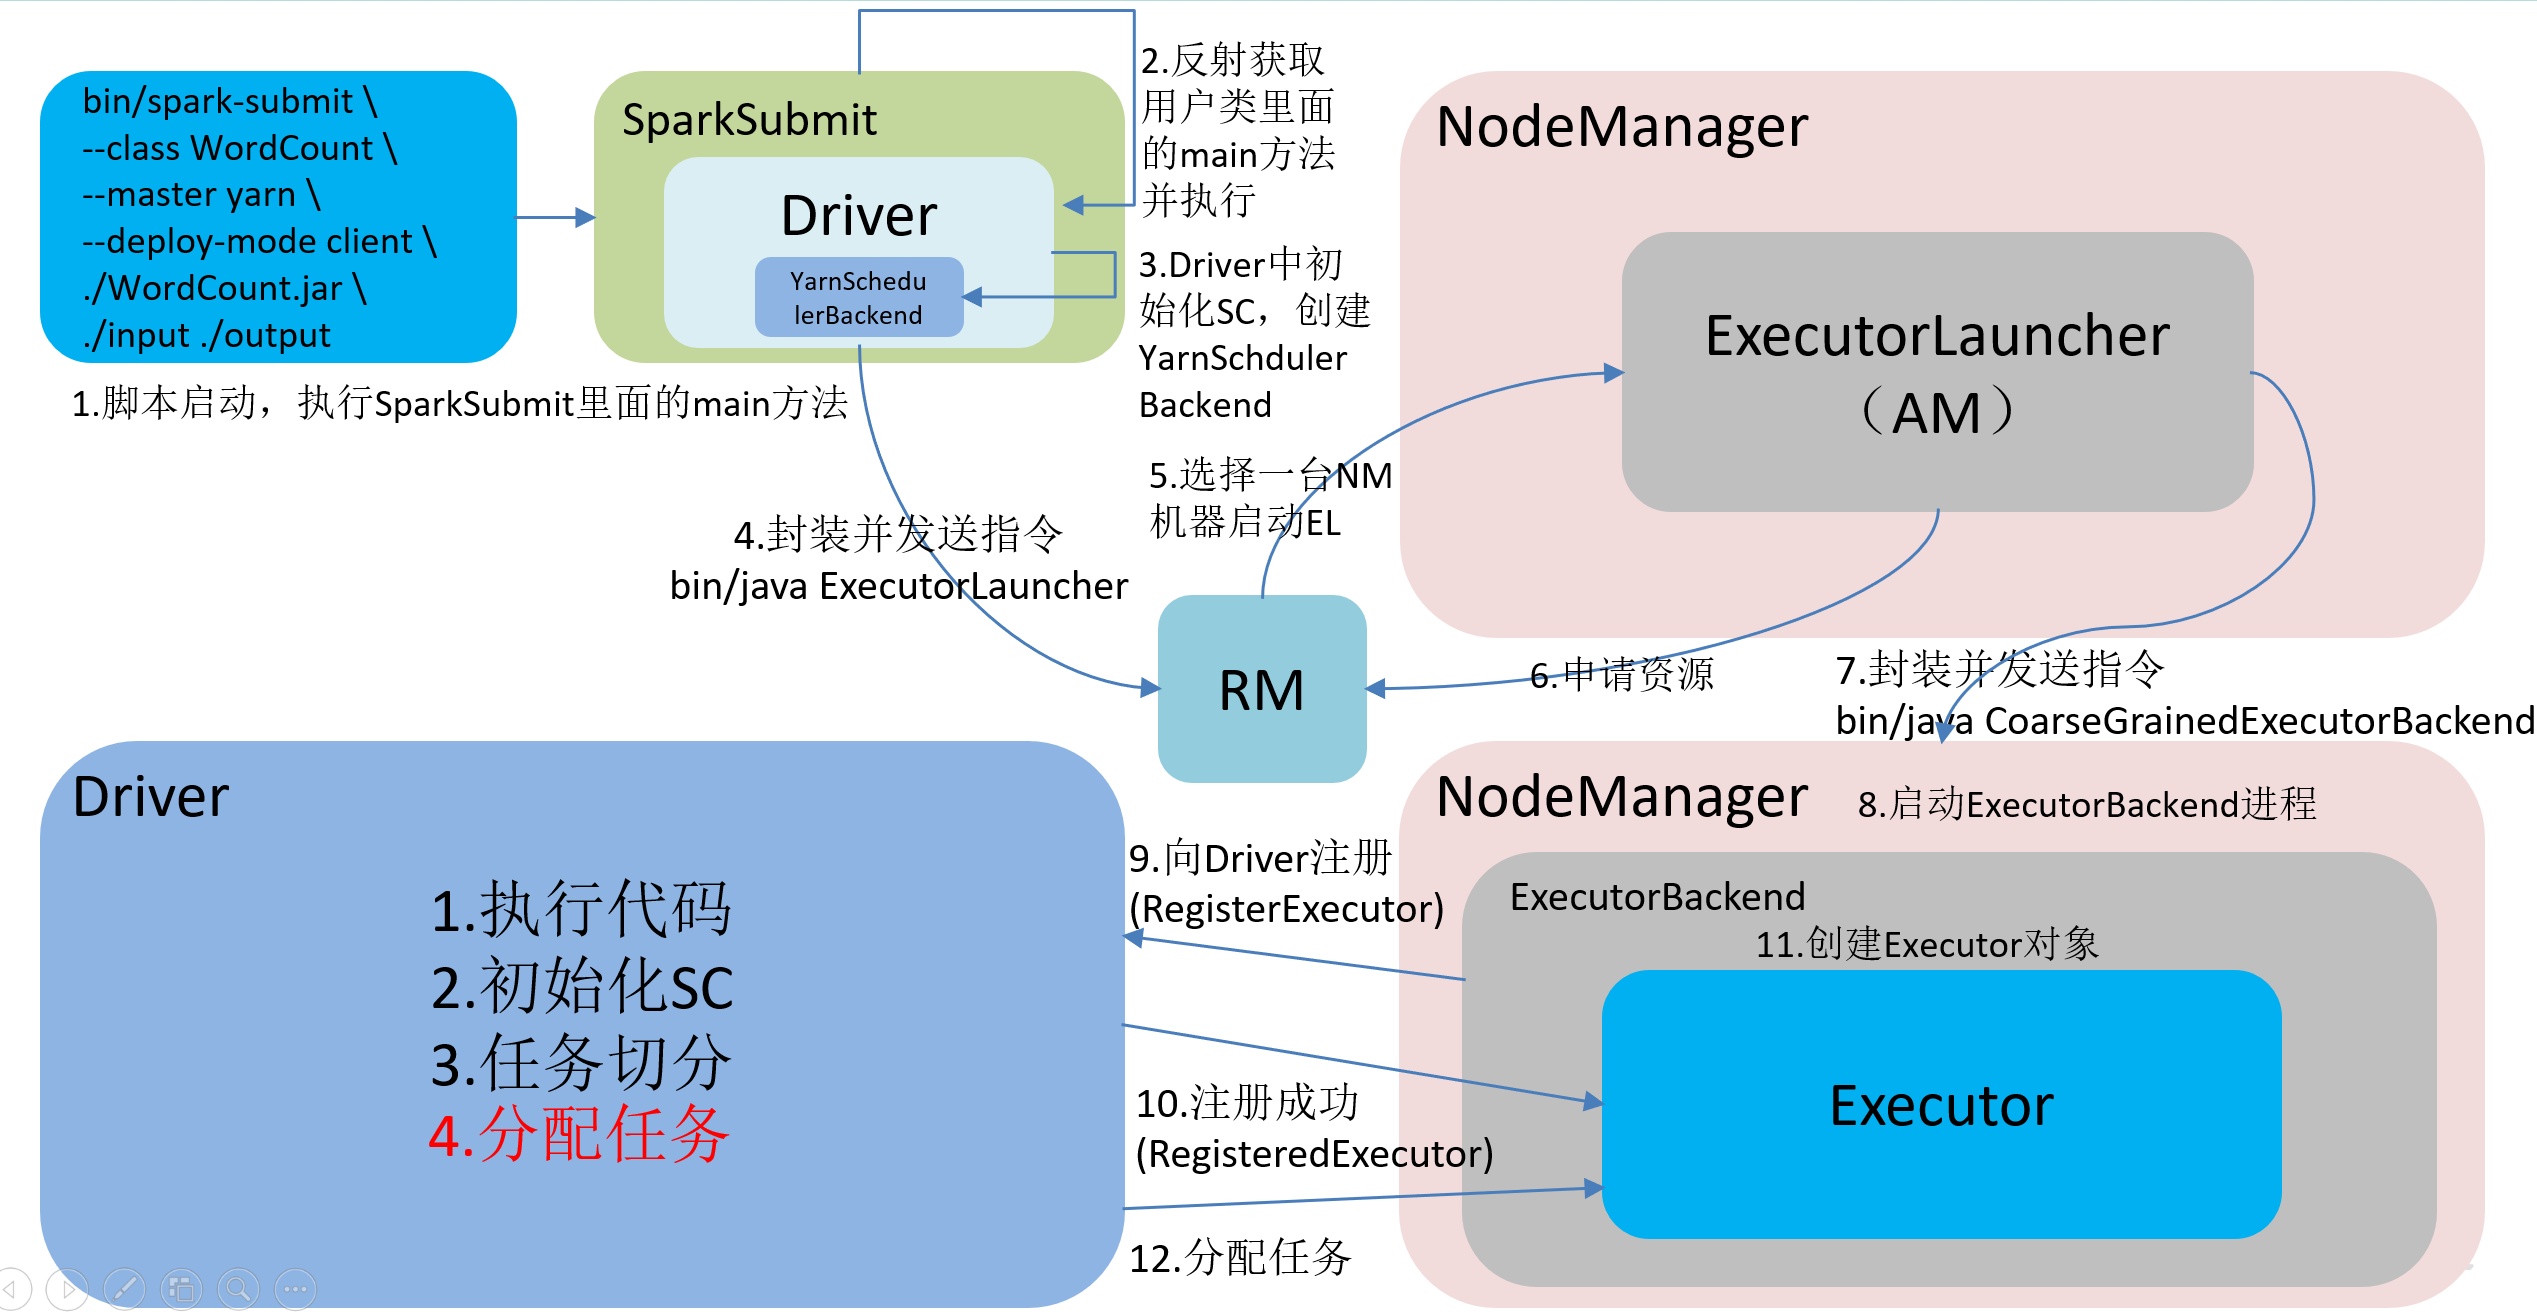 bin/spark-submit \
--class WordCount \
--master yarn \
--deploy-mode client \
./WordCount.jar \
./input ./output
1.脚本启动，执行SparkSubmit里面的main方法
SparkSubmit
Driver
YarnSchedu
lerBackend
2.反射获取
用户类里面
的main方法
并执行
3.Driver中初
始化SC，创建
YarnSchduler
Backend
4.封装并发送指令
bin/java ExecutorLauncher
5.选择一台NM
机器启动EL
RM
NodeManager
ExecutorLauncher
（AM）
6.申请资源
7.封装并发送指令
bin/java CoarseGrainedExecutorBackend
NodeManager
8.启动ExecutorBackend进程
ExecutorBackend
11.创建Executor对象
Executor
9.向Driver注册
(RegisterExecutor)
10.注册成功
(RegisteredExecutor)
12.分配任务
Driver
1.执行代码
2.初始化SC
3.任务切分
4.分配任务